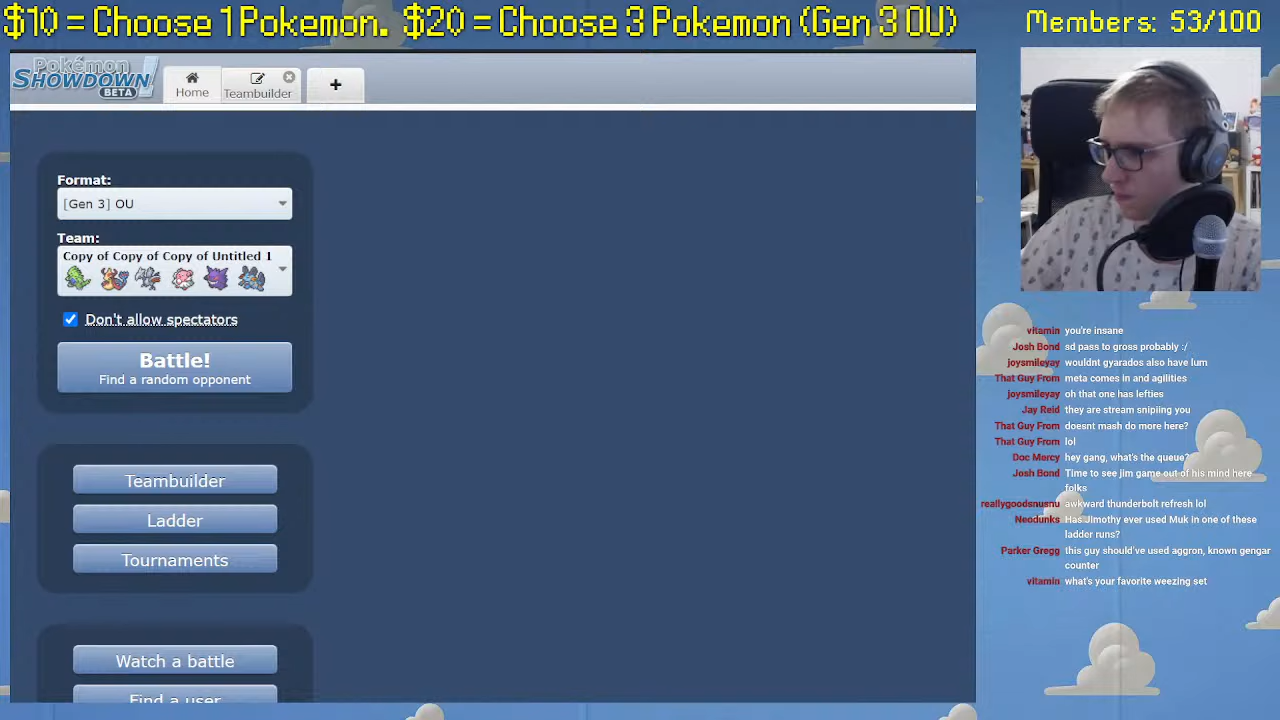 $10 = Choose 1 Pokemon. $20 = Choose 3 Pokemon (Gen 3 OU)
Members: 53/100
Pokémon
SHOWDOWN!
BETA
Home
Teambuilder
+
Format:
[Gen 3] OU
Team:
Copy of Copy of Copy of Untitled 1
Don't allow spectators
Battle!
Find a random opponent
Teambuilder
Ladder
Tournaments
Watch a battle
Find a user
vitamin you're insane
Josh Bond sd pass to gross probably :/
joysmileyay wouldnt gyarados also have lum
That Guy From meta comes in and agilities
joysmileyay oh that one has lefties
Jay Reid they are stream snipiing you
That Guy From doesnt mash do more here?
That Guy From lol
Doc Mercy hey gang, what's the queue?
Josh Bond Time to see jim game out of his mind here
folks
reallygoodsnusnu awkward thunderbolt refresh lol
Neodunks Has Jimothy ever used Muk in one of these
ladder runs?
Parker Gregg this guy should've used aggron, known gengar
counter
vitamin what's your favorite weezing set